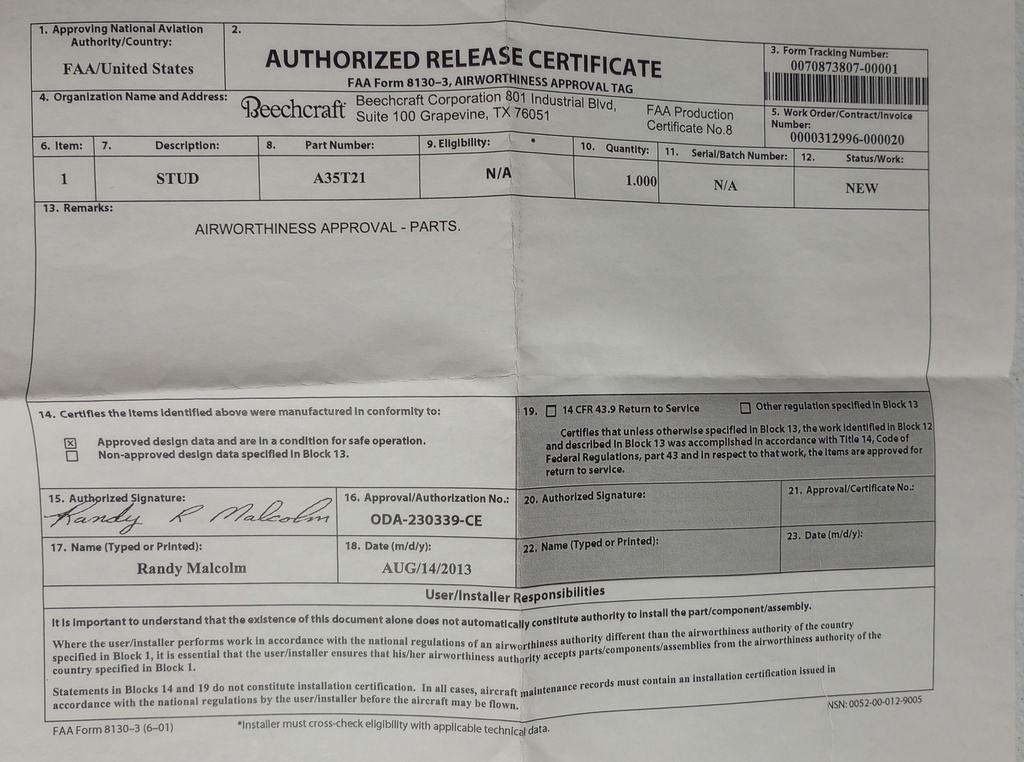 1. Approving National Aviation
Authority/Country:
FAA/United States
2.
AUTHORIZED RELEASE CERTIFICATE
FAA Form 8130–3, AIRWORTHINESS APPROVAL TAG
3. Form Tracking Number:
0070873807-00001
4. Organization Name and Address:
Beechcraft
Beechcraft Corporation 801 Industrial Blvd,
Suite 100 Grapevine, TX 76051
FAA Production
Certificate No.8
5. Work Order/Contract/Invoice
Number:
0000312996-000020
6. Item: 7. Description: 8. Part Number: 9. Eligibility: * 10. Quantity: 11. Serial/Batch Number: 12. Status/Work:
1 STUD A35T21 N/A 1.000 N/A NEW
13. Remarks:
AIRWORTHINESS APPROVAL - PARTS.
14. Certifies the items identified above were manufactured in conformity to:
☒ Approved design data and are in a condition for safe operation.
☐ Non-approved design data specified in Block 13.
19. ☐ 14 CFR 43.9 Return to Service ☐ Other regulation specified in Block 13
Certifies that unless otherwise specified in Block 13, the work identified in Block 12
and described in Block 13 was accomplished in accordance with Title 14, Code of
Federal Regulations, part 43 and in respect to that work, the items are approved for
return to service.
15. Authorized Signature:
Randy R Malcolm
16. Approval/Authorization No.:
ODA-230339-CE
20. Authorized Signature:
21. Approval/Certificate No.:
17. Name (Typed or Printed):
Randy Malcolm
18. Date (m/d/y):
AUG/14/2013
22. Name (Typed or Printed):
23. Date (m/d/y):
User/Installer Responsibilities
It is important to understand that the existence of this document alone does not automatically constitute authority to install the part/component/assembly.
Where the user/installer performs work in accordance with the national regulations of an airworthiness authority different than the airworthiness authority of the country
specified in Block 1, it is essential that the user/installer ensures that his/her airworthiness authority accepts parts/components/assemblies from the airworthiness authority of the
country specified in Block 1.
Statements in Blocks 14 and 19 do not constitute installation certification. In all cases, aircraft maintenance records must contain an installation certification issued in
accordance with the national regulations by the user/installer before the aircraft may be flown.
FAA Form 8130–3 (6–01)
*Installer must cross-check eligibility with applicable technical data.
NSN: 0052-00-012-9005